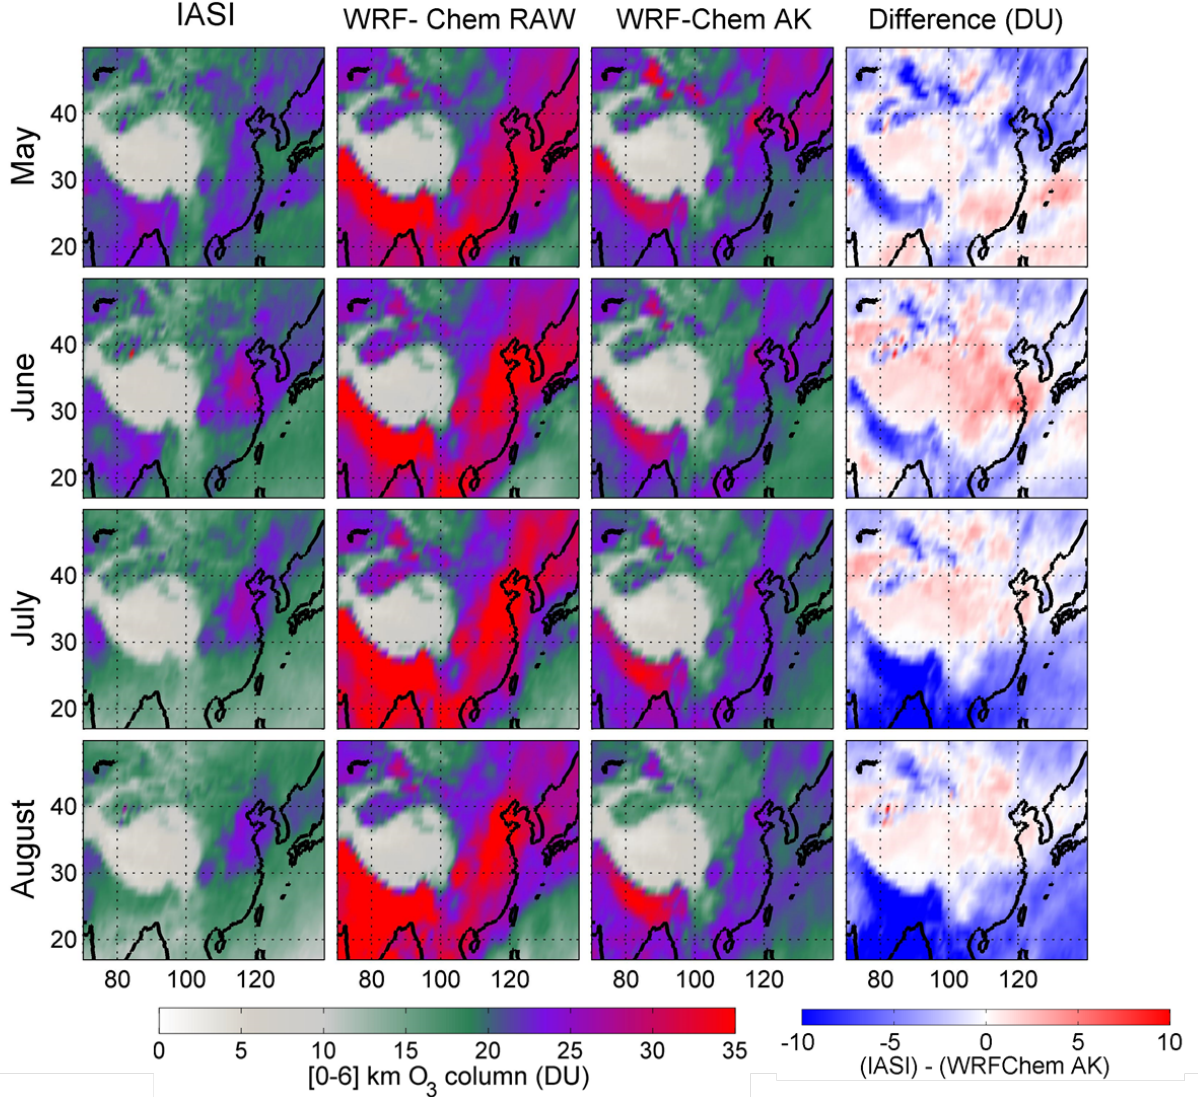 IASI WRF- Chem RAW WRF-Chem AK Difference (DU)
May
40
30
20
June
40
30
20
July
40
30
20
August
40
30
20
80 100 120 80 100 120 80 100 120 80 100 120
0 5 10 15 20 25 30 35
[0-6] km O3 column (DU)
-10 -5 0 5 10
(IASI) - (WRFChem AK)